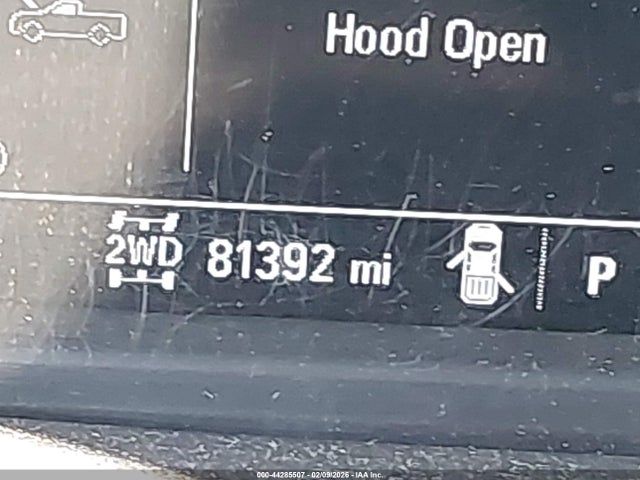 Hood Open
2WD 81392 mi P
000-44285507 - 02/09/2026 - IAA Inc.